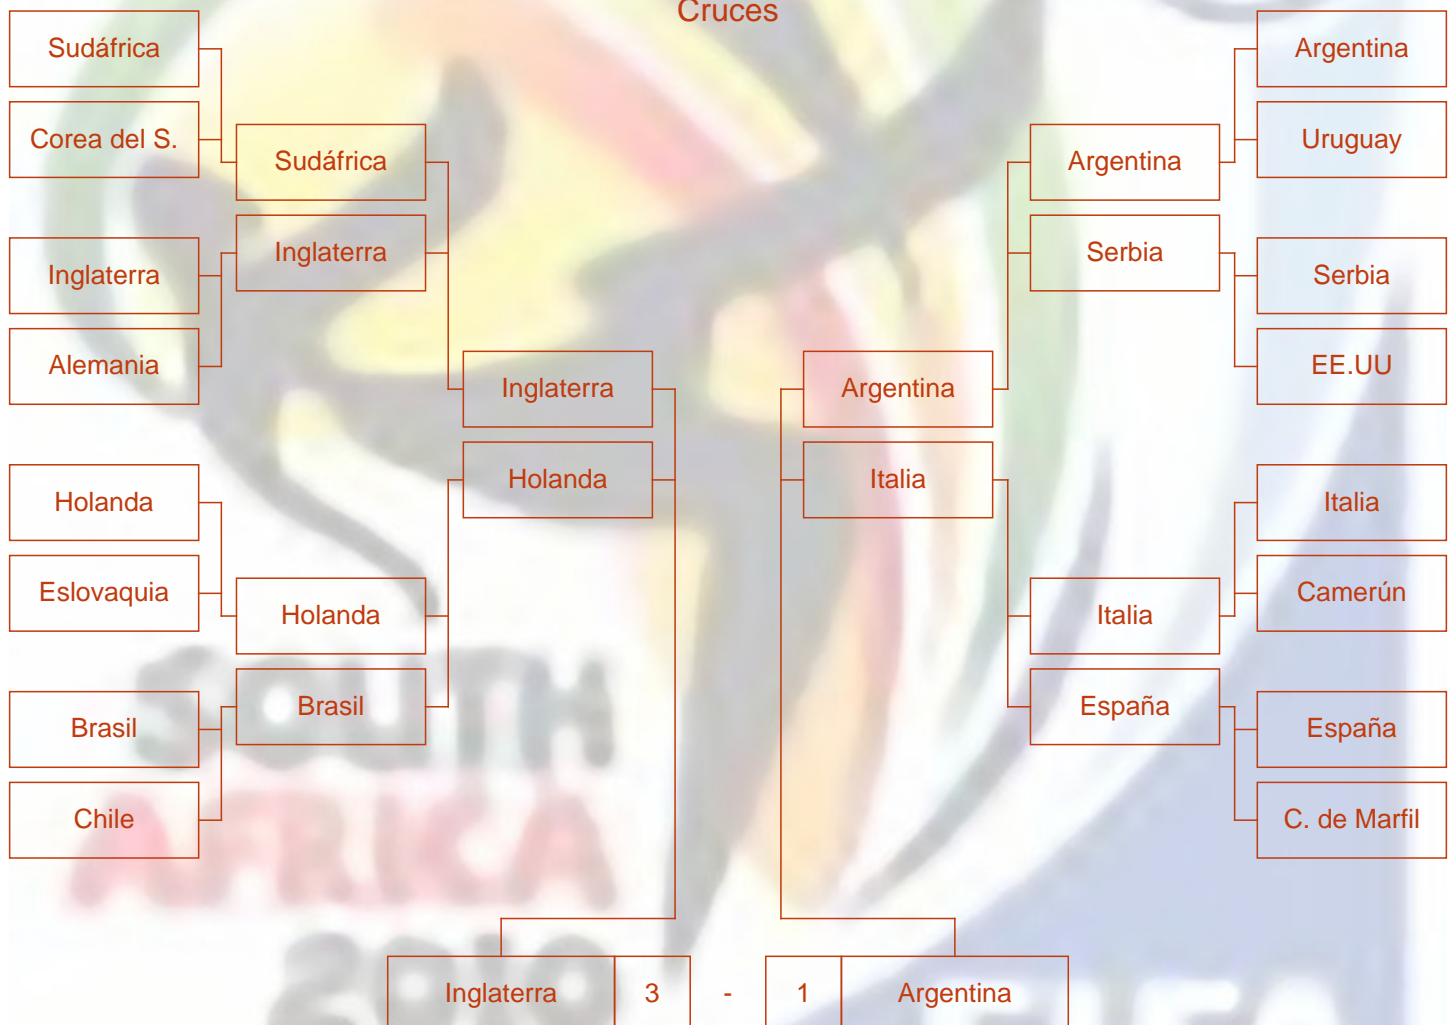 Cruces
Sudáfrica
Corea del S.
Sudáfrica
Inglaterra
Inglaterra
Alemania
Inglaterra
Holanda
Holanda
Eslovaquia
Holanda
Brasil
Brasil
Chile
Argentina
Uruguay
Argentina
Serbia
Serbia
EE.UU
Argentina
Italia
Italia
Camerún
Italia
España
España
C. de Marfil
Inglaterra 3 - 1 Argentina
SOUTH
AFRICA
2010
FIFA